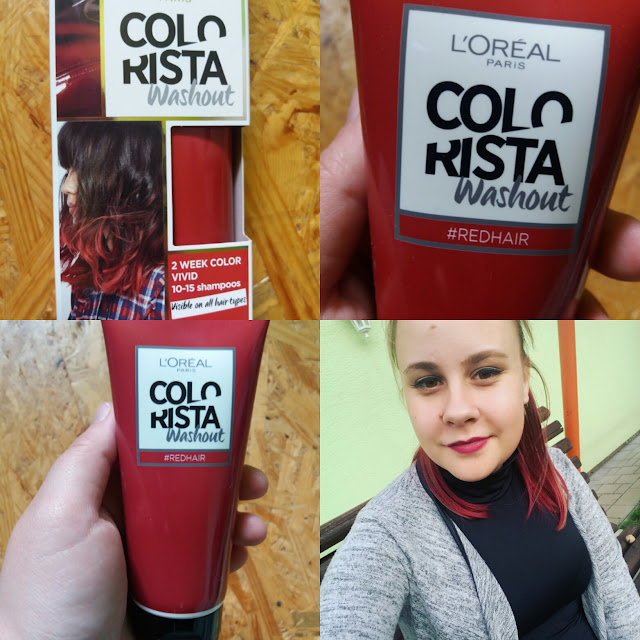 PARIS
COLO
RISTA
Washout
2 WEEK COLOR
VIVID
10-15 shampoos
Visible on all hair types
L'ORÉAL
PARIS
COLO
RISTA
Washout
#REDHAIR
L'ORÉAL
PARIS
COLO
RISTA
Washout
#REDHAIR